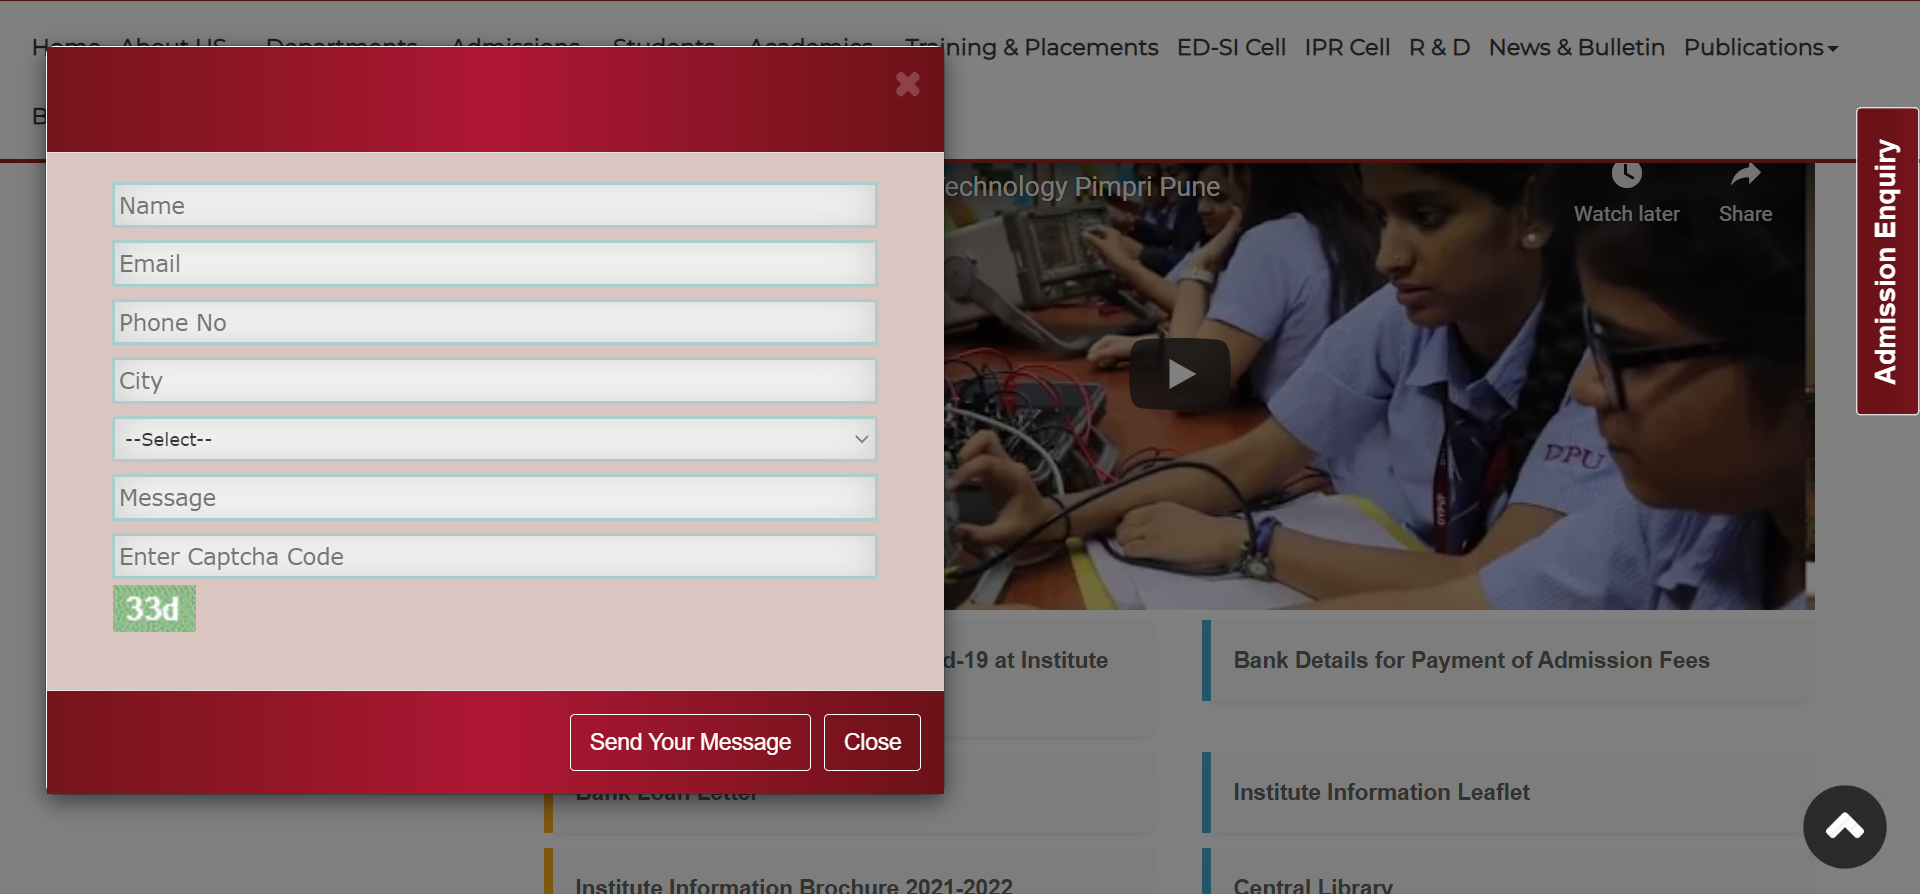 Home About US Departments Admissions Students Academics Training & Placements ED-SI Cell IPR Cell R & D News & Bulletin Publications
B
Admission Enquiry
Name
Email
Phone No
City
--Select--
Message
Enter Captcha Code
33d
Send Your Message Close
echnology Pimpri Pune
Watch later Share
DPU
d-19 at Institute
Bank Details for Payment of Admission Fees
Bank Loan Letter
Institute Information Leaflet
Institute Information Brochure 2021-2022
Central Library